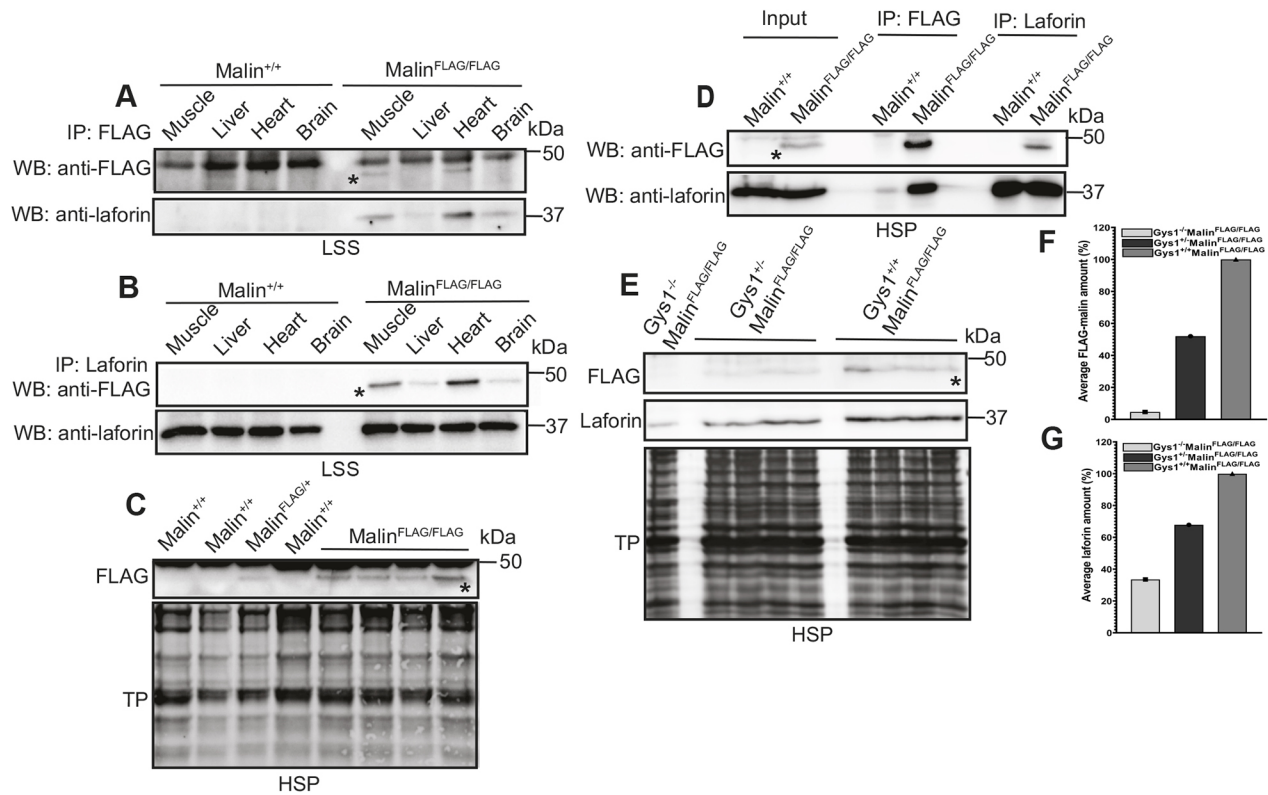 A
Malin+/+
MalinFLAG/FLAG
Muscle Liver Heart Brain Muscle Liver Heart Brain
IP: FLAG
kDa
WB: anti-FLAG
*
50
WB: anti-laforin
37
LSS
B
Malin+/+
MalinFLAG/FLAG
Muscle Liver Heart Brain Muscle Liver Heart Brain
kDa
IP: Laforin
WB: anti-FLAG
*
50
WB: anti-laforin
37
LSS
C
Malin+/+ Malin+/+ MalinFLAG/+ Malin+/+ MalinFLAG/FLAG
kDa
FLAG
50
*
TP
HSP
D
Input IP: FLAG IP: Laforin
Malin+/+ MalinFLAG/FLAG Malin+/+ MalinFLAG/FLAG Malin+/+ MalinFLAG/FLAG
kDa
WB: anti-FLAG
*
50
WB: anti-laforin
37
HSP
E
Gys1-/-
MalinFLAG/FLAG
Gys1+/-
MalinFLAG/FLAG
Gys1+/+
MalinFLAG/FLAG
kDa
FLAG
50
*
Laforin
37
TP
HSP
F
Average FLAG-malin amount (%)
120
100
80
60
40
20
0
Gys1-/-MalinFLAG/FLAG
Gys1+/-MalinFLAG/FLAG
Gys1+/+MalinFLAG/FLAG
G
Average laforin amount (%)
120
100
80
60
40
20
0
Gys1-/-MalinFLAG/FLAG
Gys1+/-MalinFLAG/FLAG
Gys1+/+MalinFLAG/FLAG